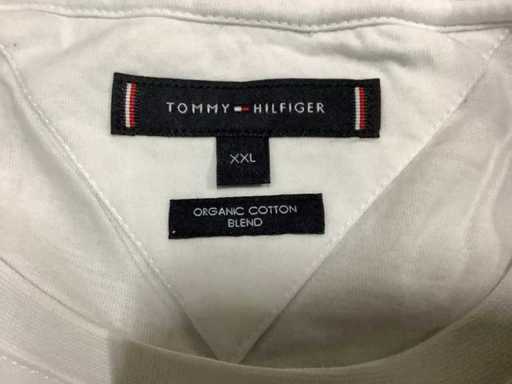 TOMMY HILFIGER
XXL
ORGANIC COTTON
BLEND